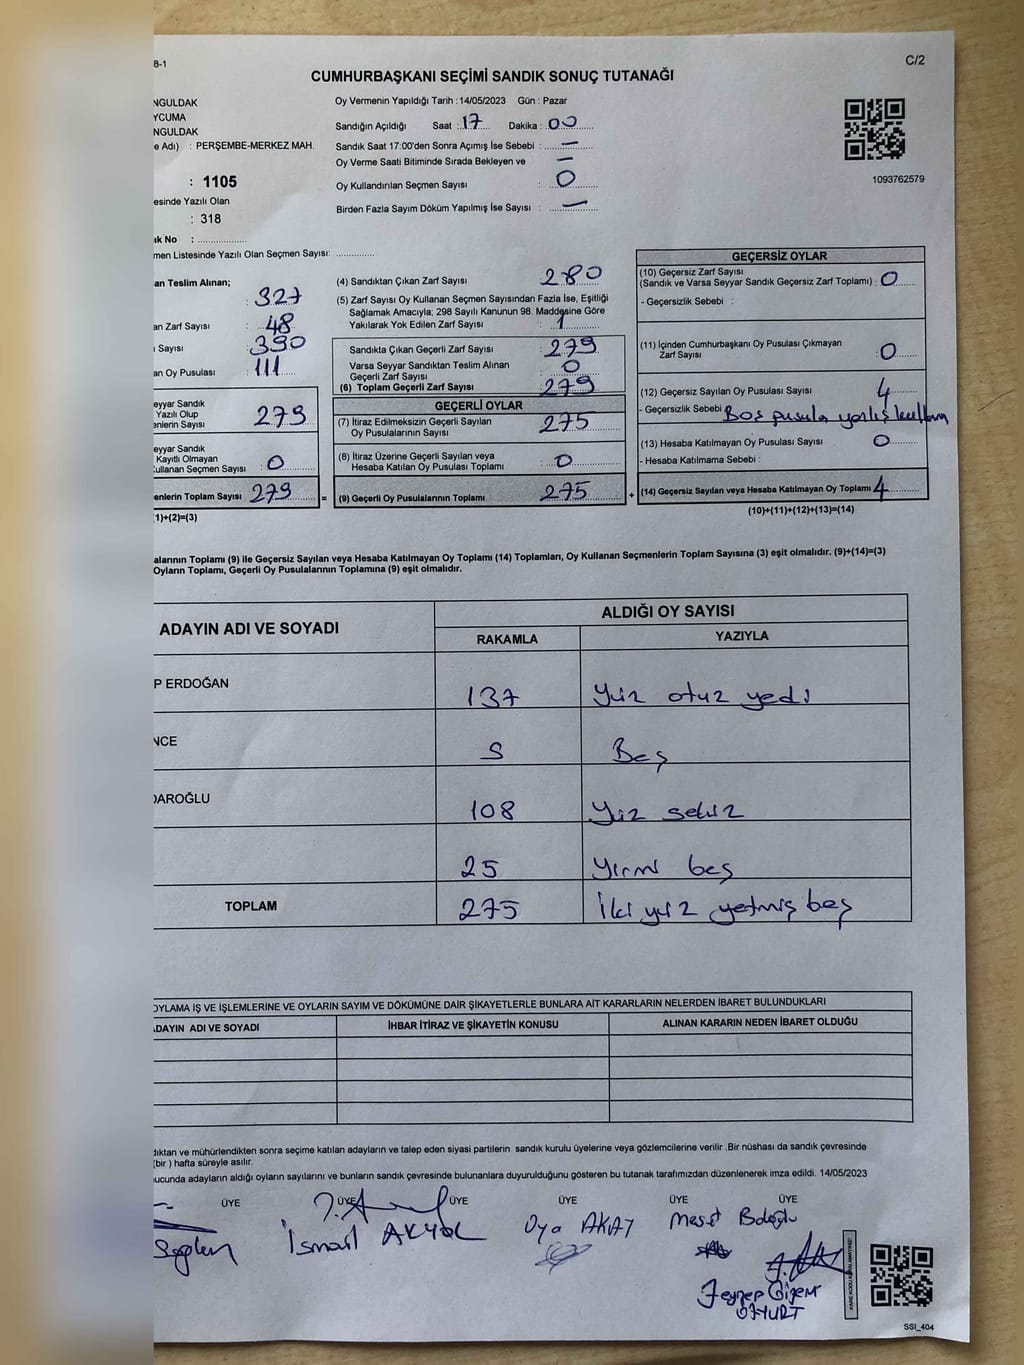 8-1
C/2
CUMHURBAŞKANI SEÇİMİ SANDIK SONUÇ TUTANAĞI
NGULDAK
YCUMA
NGULDAK
e Adı) : PERŞEMBE-MERKEZ MAH.
: 1105
esinde Yazılı Olan
: 318
ık No :
men Listesinde Yazılı Olan Seçmen Sayısı:
Oy Vermenin Yapıldığı Tarih : 14/05/2023 Gün : Pazar
Sandığın Açıldığı Saat : 17 Dakika : 00
Sandık Saat 17:00'den Sonra Açımış İse Sebebi : —
Oy Verme Saati Bitiminde Sırada Bekleyen ve —
Oy Kullandırılan Seçmen Sayısı : 0
Birden Fazla Sayım Döküm Yapılmış İse Sayısı : —
1093762579
an Teslim Alınan;
: 327
an Zarf Sayısı : 48
ı Sayısı : 390
an Oy Pusulası : 111
eyyar Sandık
Yazılı Olup
enlerin Sayısı : 279
eyyar Sandık
Kayıtlı Olmayan
ullanan Seçmen Sayısı : 0
enlerin Toplam Sayısı 279 =
1)+(2)=(3)
(4) Sandıktan Çıkan Zarf Sayısı : 280
(5) Zarf Sayısı Oy Kullanan Seçmen Sayısından Fazla İse, Eşitliği
Sağlamak Amacıyla; 298 Sayılı Kanunun 98. Maddesine Göre
Yakılarak Yok Edilen Zarf Sayısı : 1
Sandıkta Çıkan Geçerli Zarf Sayısı : 279
Varsa Seyyar Sandıktan Teslim Alınan
Geçerli Zarf Sayısı : 0
(6) Toplam Geçerli Zarf Sayısı : 279
GEÇERLİ OYLAR
(7) İtiraz Edilmeksizin Geçerli Sayılan
Oy Pusulalarının Sayısı : 275
(8) İtiraz Üzerine Geçerli Sayılan veya
Hesaba Katılan Oy Pusulası Toplamı : 0
(9) Geçerli Oy Pusulalarının Toplamı : 275 +
GEÇERSİZ OYLAR
(10) Geçersiz Zarf Sayısı
(Sandık ve Varsa Seyyar Sandık Geçersiz Zarf Toplamı) : 0
- Geçersizlik Sebebi :
(11) İçinden Cumhurbaşkanı Oy Pusulası Çıkmayan
Zarf Sayısı : 0
(12) Geçersiz Sayılan Oy Pusulası Sayısı : 4
- Geçersizlik Sebebi : Boş pusula yanlış kullanm
(13) Hesaba Katılmayan Oy Pusulası Sayısı : 0
- Hesaba Katılmama Sebebi :
(14) Geçersiz Sayılan veya Hesaba Katılmayan Oy Toplamı : 4
(10)+(11)+(12)+(13)=(14)
alarının Toplamı (9) ile Geçersiz Sayılan veya Hesaba Katılmayan Oy Toplamı (14) Toplamları, Oy Kullanan Seçmenlerin Toplam Sayısına (3) eşit olmalıdır. (9)+(14)=(3)
Oyların Toplamı, Geçerli Oy Pusulalarının Toplamına (9) eşit olmalıdır.
ADAYIN ADI VE SOYADI
ALDIĞI OY SAYISI
RAKAMLA YAZIYLA
P ERDOĞAN 137 Yüz otuz yedi
NCE 5 Beş
DAROĞLU 108 Yüz sekiz
25 Yirmi beş
TOPLAM 275 İki yüz yetmiş beş
OYLAMA İŞ VE İŞLEMLERİNE VE OYLARIN SAYIM VE DÖKÜMÜNE DAİR ŞİKAYETLERLE BUNLARA AİT KARARLARIN NELERDEN İBARET BULUNDUKLARI
ADAYIN ADI VE SOYADI İHBAR İTİRAZ VE ŞİKAYETİN KONUSU ALINAN KARARIN NEDEN İBARET OLDUĞU
dıktan ve mühürlendikten sonra seçime katılan adayların ve talep eden siyasi partilerin sandık kurulu üyelerine veya gözlemcilerine verilir .Bir nüshası da sandık çevresinde
(bir ) hafta süreyle asılır.
ucunda adayların aldığı oyların sayılarını ve bunların sandık çevresinde bulunanlara duyurulduğunu gösteren bu tutanak tarafımızdan düzenlenerek imza edildi. 14/05/2023
ÜYE ÜYE ÜYE ÜYE ÜYE ÜYE
İsmail AKYOL
Oya AKAY
Mesut
Zeynep Gizem
ÖZYURT
SSI_404